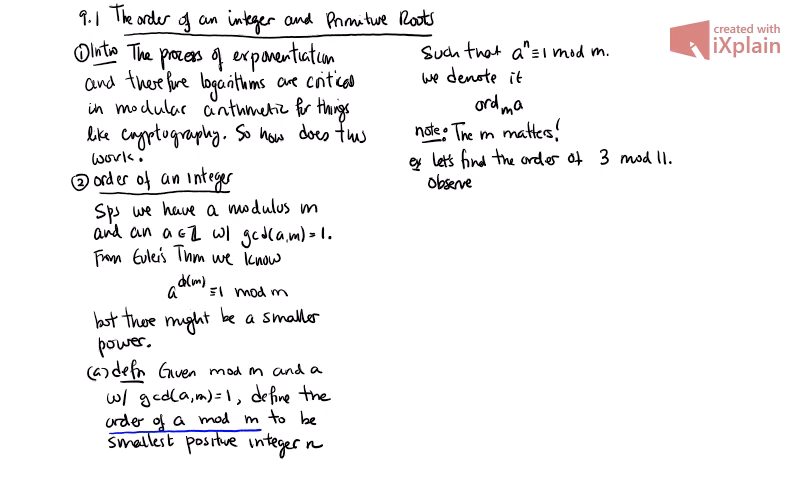 9.1 The order of an integer and Primitive Roots
① Intro The process of exponentiation
and therefore logarithms are critical
in modular arithmetic for things
like cryptography. So how does this
work.
② order of an integer
Sps we have a modulus m
and an a ∈ ℤ w/ gcd(a,m)=1.
From Euler's Thm we know
a^ϕ(m) ≡ 1 mod m
but there might be a smaller
power.
(a) defn Given mod m and a
w/ gcd(a,m)=1, define the
order of a mod m to be
smallest positive integer n
Such that a^n ≡ 1 mod m.
we denote it
ord_m a
note: The m matters!
ex let's find the order of 3 mod 11.
Observe
created with
iXplain